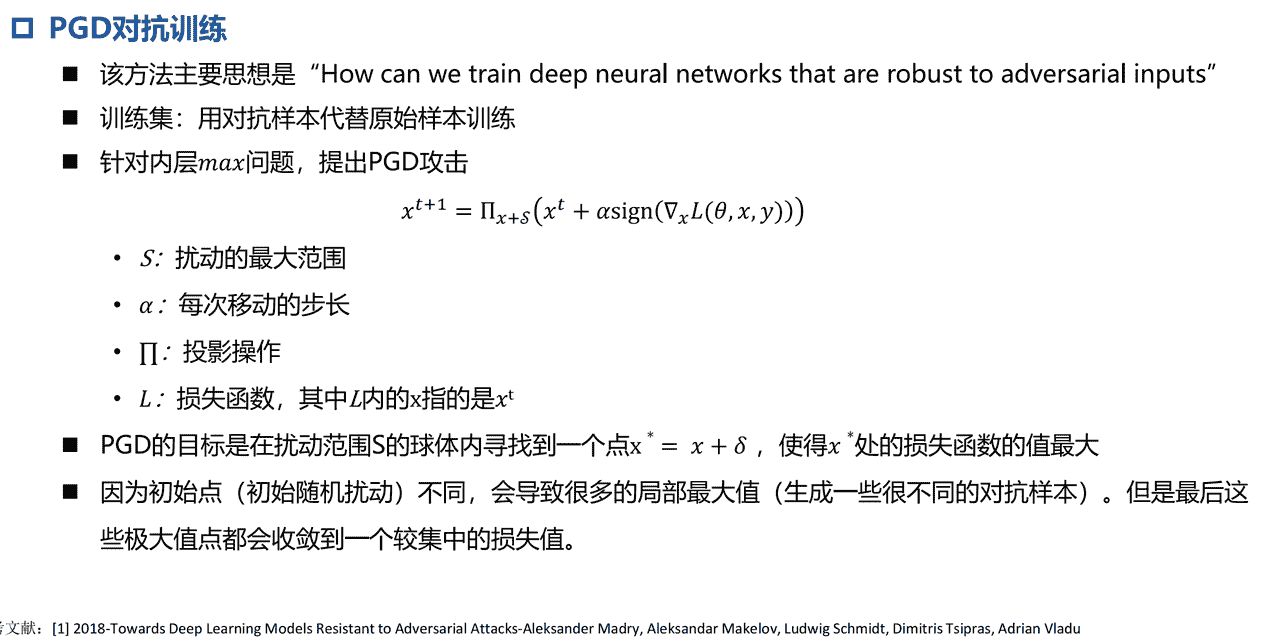 PGD对抗训练
该方法主要思想是“How can we train deep neural networks that are robust to adversarial inputs”
训练集：用对抗样本代替原始样本训练
针对内层max问题，提出PGD攻击
x^{t+1} = Π_{x+𝒮}(x^t + αsign(∇_x L(θ, x, y)))
• S：扰动的最大范围
• α：每次移动的步长
• ∏：投影操作
• L：损失函数，其中L内的x指的是x^t
PGD的目标是在扰动范围S的球体内寻找到一个点x^* = x + δ ，使得x^*处的损失函数的值最大
因为初始点（初始随机扰动）不同，会导致很多的局部最大值（生成一些很不同的对抗样本）。但是最后这
些极大值点都会收敛到一个较集中的损失值。
文献：[1] 2018-Towards Deep Learning Models Resistant to Adversarial Attacks-Aleksander Madry, Aleksandar Makelov, Ludwig Schmidt, Dimitris Tsipras, Adrian Vladu